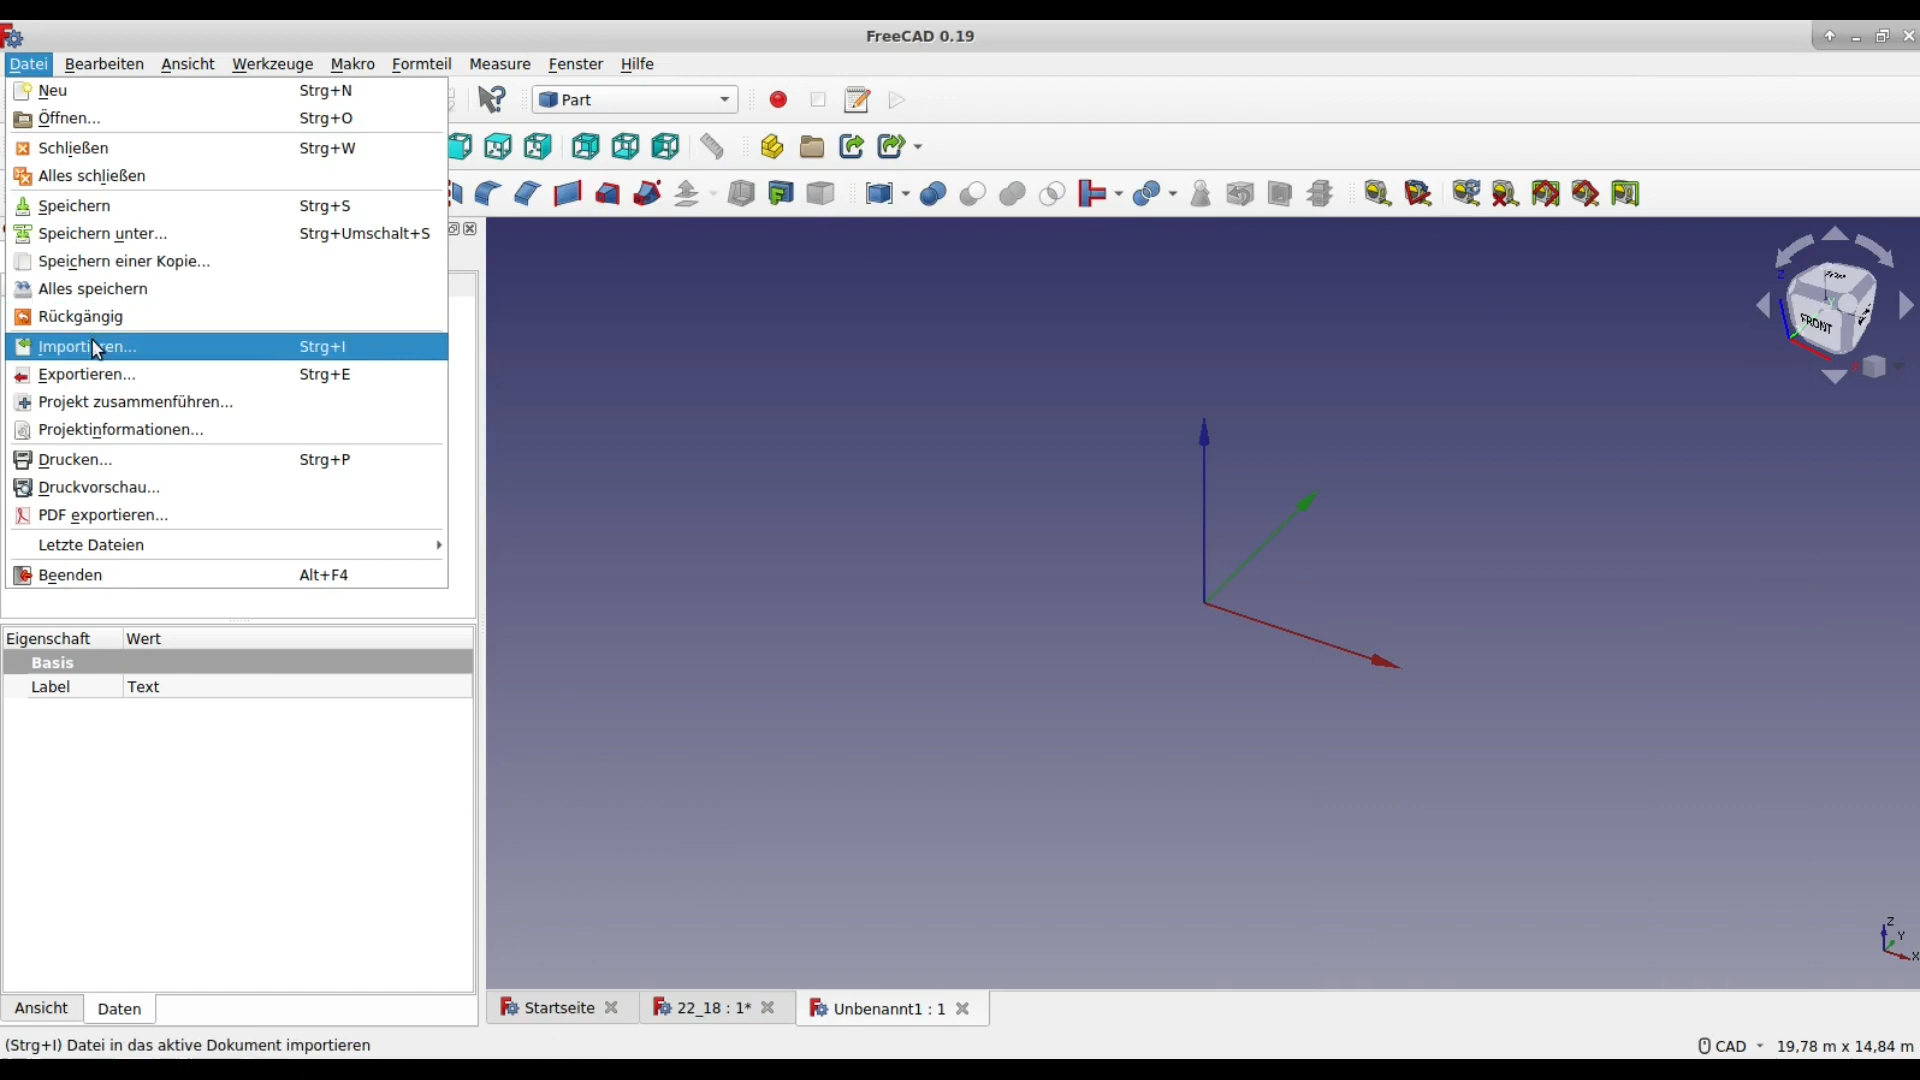 FreeCAD 0.19
Datei Bearbeiten Ansicht Werkzeuge Makro Formteil Measure Fenster Hilfe
Part
Neu Strg+N
Öffnen... Strg+O
Schließen Strg+W
Alles schließen
Speichern Strg+S
Speichern unter... Strg+Umschalt+S
Speichern einer Kopie...
Alles speichern
Rückgängig
Importieren... Strg+I
Exportieren... Strg+E
Projekt zusammenführen...
Projektinformationen...
Drucken... Strg+P
Druckvorschau...
PDF exportieren...
Letzte Dateien
Beenden Alt+F4
Eigenschaft Wert
Basis
Label Text
Ansicht Daten
Z
FRONT
X
Z
Y
X
Startseite 22_18 : 1* Unbenannt1 : 1
(Strg+I) Datei in das aktive Dokument importieren
CAD 19,78 m x 14,84 m